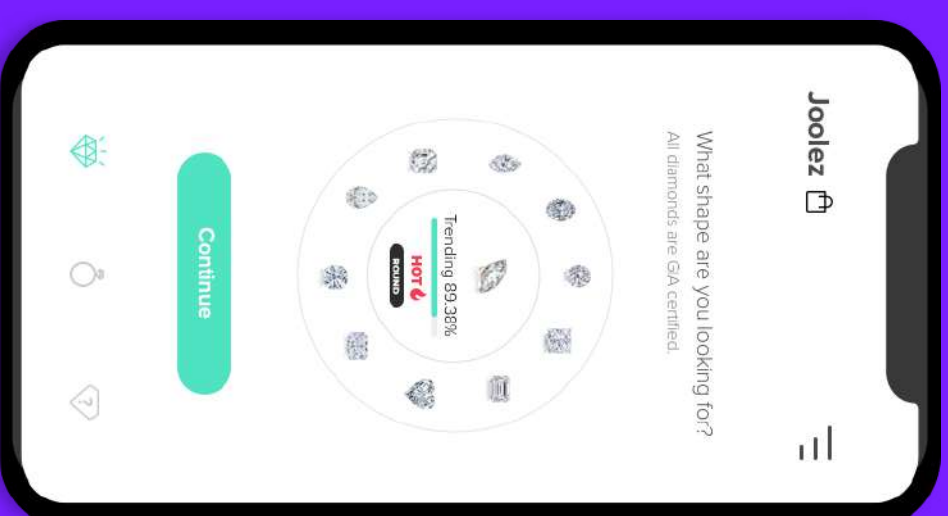 Joolez
What shape are you looking for?
All diamonds are GIA certified.
Trending 89.38%
HOT
ROUND
Continue
?